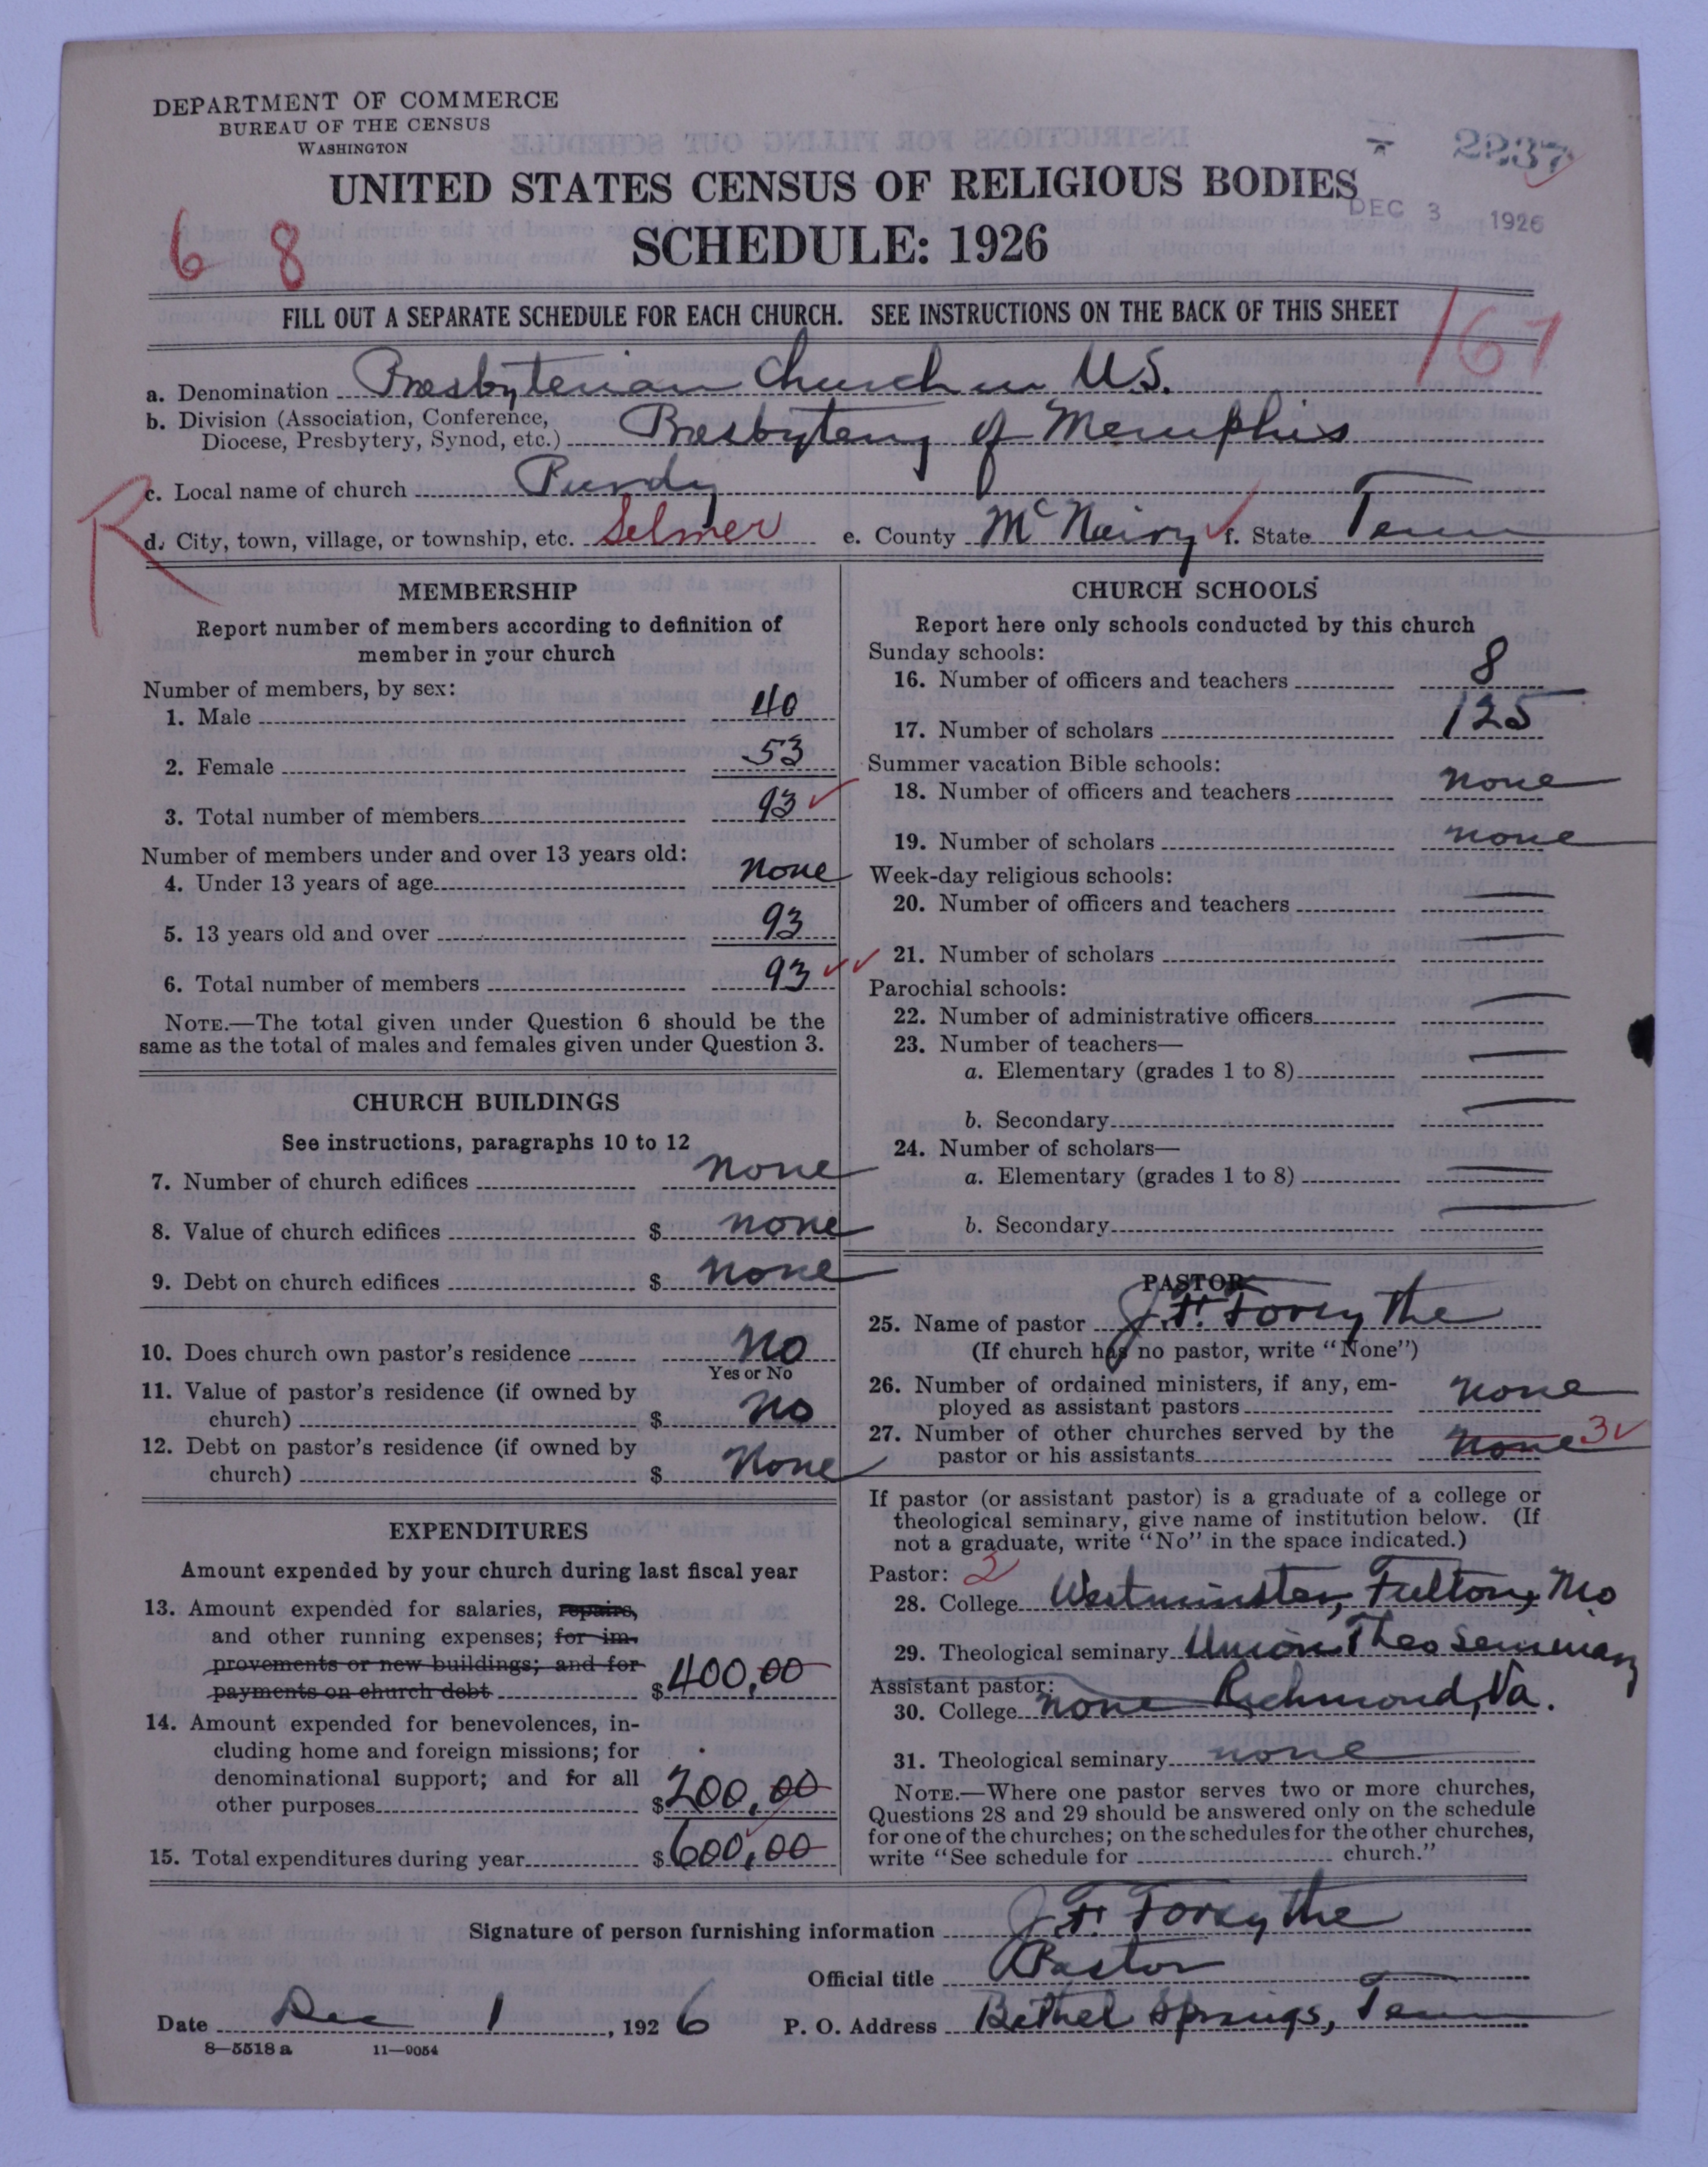 DEPARTMENT OF COMMERCE
BUREAU OF THE CENSUS
WASHINGTON
2237
UNITED STATES CENSUS OF RELIGIOUS BODIES
DEC 3 1926
SCHEDULE: 1926
6 8
FILL OUT A SEPARATE SCHEDULE FOR EACH CHURCH. SEE INSTRUCTIONS ON THE BACK OF THIS SHEET
167
a. Denomination Presbyterian Church in U.S.
b. Division (Association, Conference,
Diocese, Presbytery, Synod, etc.) Presbytery of Memphis
c. Local name of church Purdy
R
d. City, town, village, or township, etc. Selmer e. County McNairy f. State Tenn
MEMBERSHIP
Report number of members according to definition of
member in your church
Number of members, by sex:
1. Male 40
2. Female 53
3. Total number of members 93
Number of members under and over 13 years old:
4. Under 13 years of age none
5. 13 years old and over 93
6. Total number of members 93
NOTE.—The total given under Question 6 should be the
same as the total of males and females given under Question 3.
CHURCH BUILDINGS
See instructions, paragraphs 10 to 12
7. Number of church edifices none
8. Value of church edifices $ none
9. Debt on church edifices $ none
10. Does church own pastor's residence no
Yes or No
11. Value of pastor's residence (if owned by
church) $ no
12. Debt on pastor's residence (if owned by
church) $ None
EXPENDITURES
Amount expended by your church during last fiscal year
13. Amount expended for salaries, repairs,
and other running expenses; for im-
provements or new buildings; and for
payments on church debt $400,00
14. Amount expended for benevolences, in-
cluding home and foreign missions; for
denominational support; and for all
other purposes $200,00
15. Total expenditures during year $600,00
CHURCH SCHOOLS
Report here only schools conducted by this church
Sunday schools:
16. Number of officers and teachers 8
17. Number of scholars 125
Summer vacation Bible schools:
18. Number of officers and teachers none
19. Number of scholars none
Week-day religious schools:
20. Number of officers and teachers
21. Number of scholars
Parochial schools:
22. Number of administrative officers
23. Number of teachers—
a. Elementary (grades 1 to 8)
b. Secondary
24. Number of scholars—
a. Elementary (grades 1 to 8)
b. Secondary
PASTOR
25. Name of pastor J. F. Forsythe
(If church has no pastor, write "None")
26. Number of ordained ministers, if any, em-
ployed as assistant pastors none
27. Number of other churches served by the
pastor or his assistants none 3
If pastor (or assistant pastor) is a graduate of a college or
theological seminary, give name of institution below. (If
not a graduate, write "No" in the space indicated.)
Pastor: 2
28. College Westminster, Fulton, Mo
29. Theological seminary Union Theo Seminary
Assistant pastor:
30. College none Richmond, Va.
31. Theological seminary none
NOTE.—Where one pastor serves two or more churches,
Questions 28 and 29 should be answered only on the schedule
for one of the churches; on the schedules for the other churches,
write "See schedule for church."
Signature of person furnishing information J. F. Forsythe
Official title Pastor
Date Dec 1, 1926 P. O. Address Bethel Springs, Tenn
8—5518 a 11—9054